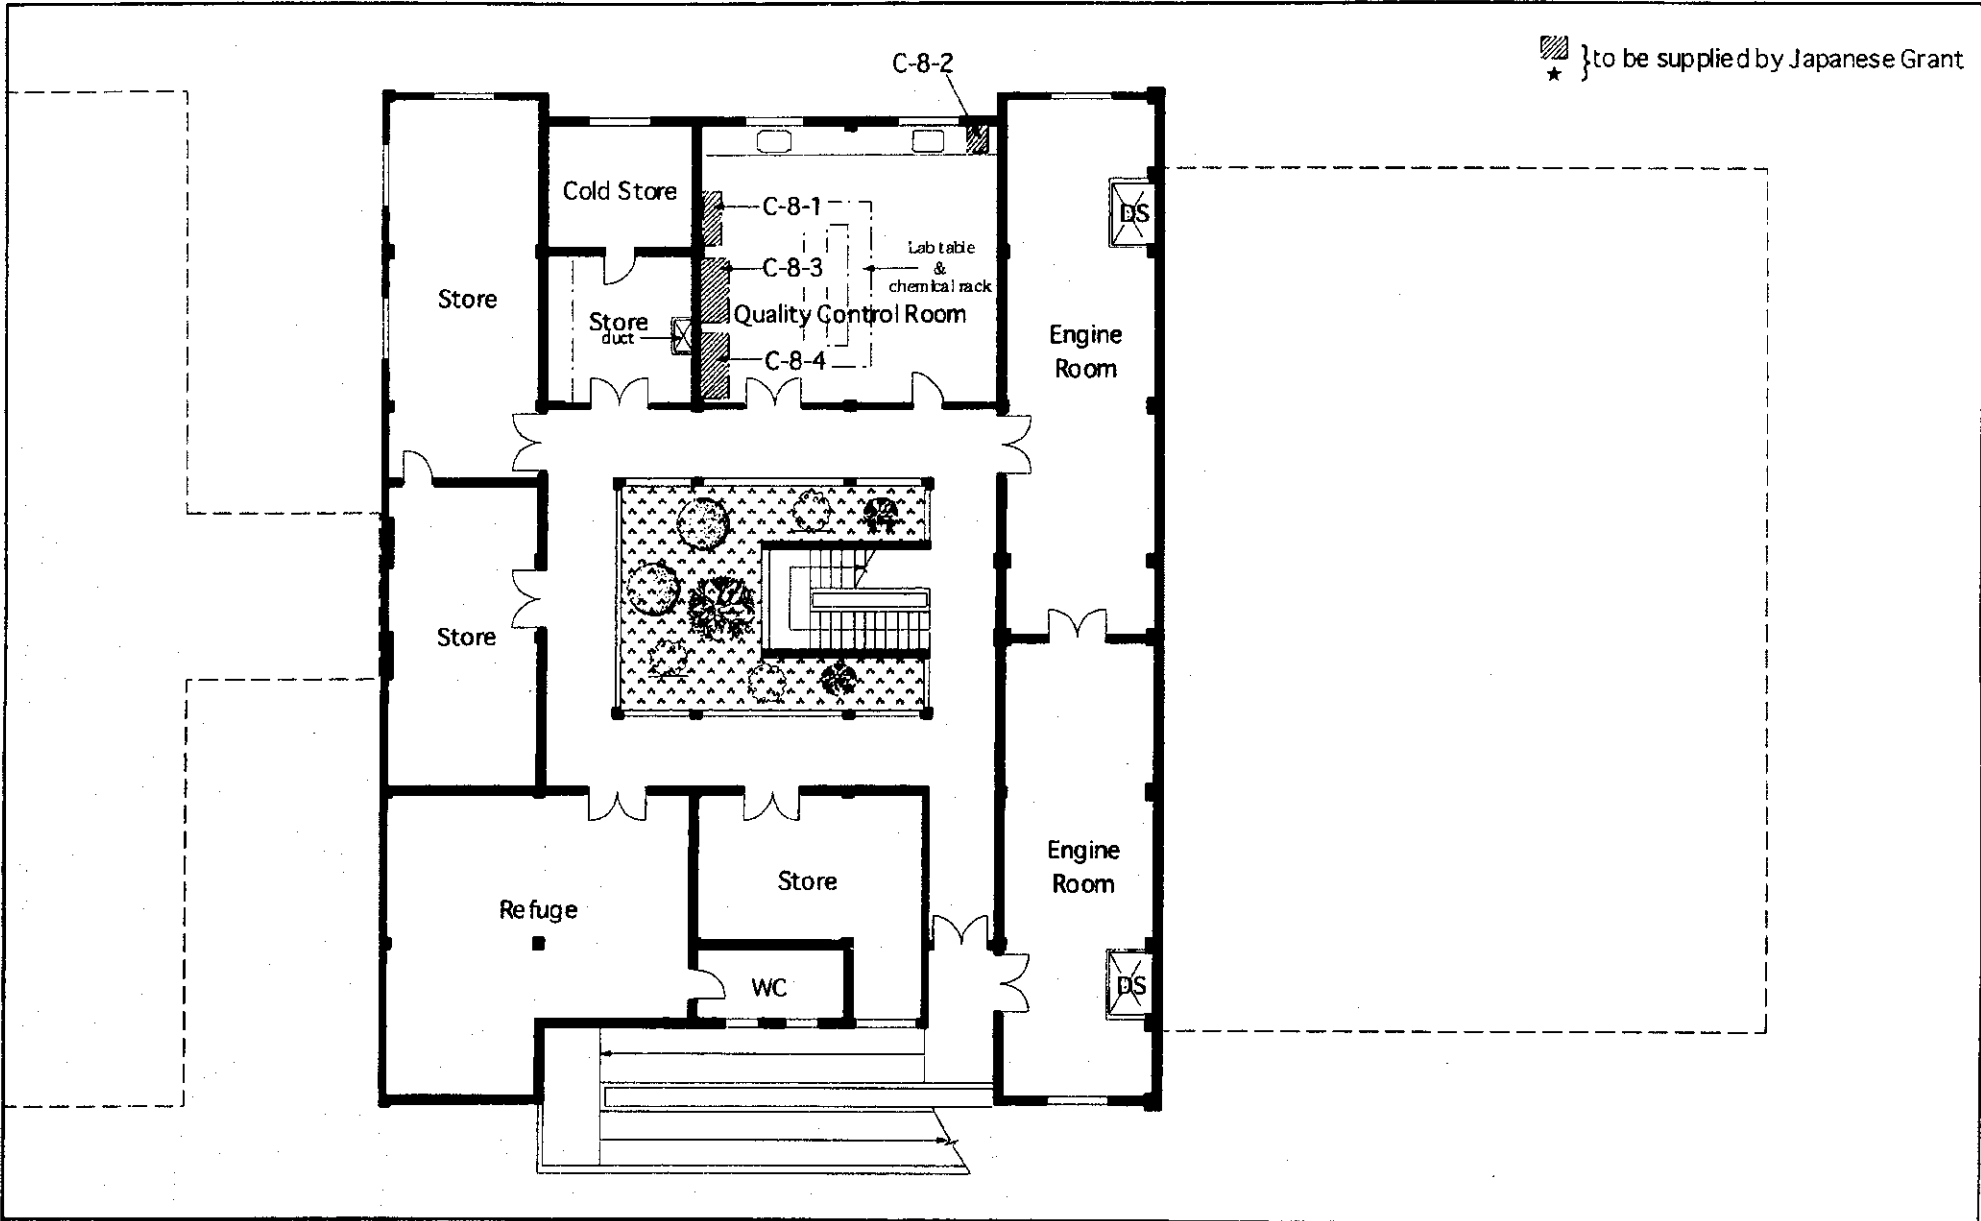 C-8-2
★ }to be supplied by Japanese Grant
Cold Store
C-8-1
DS
Lab table
&
chemical rack
C-8-3
Store
Quality Control Room
Store
duct
Engine
Room
C-8-4
Store
Engine
Room
Store
Refuge
WC
DS